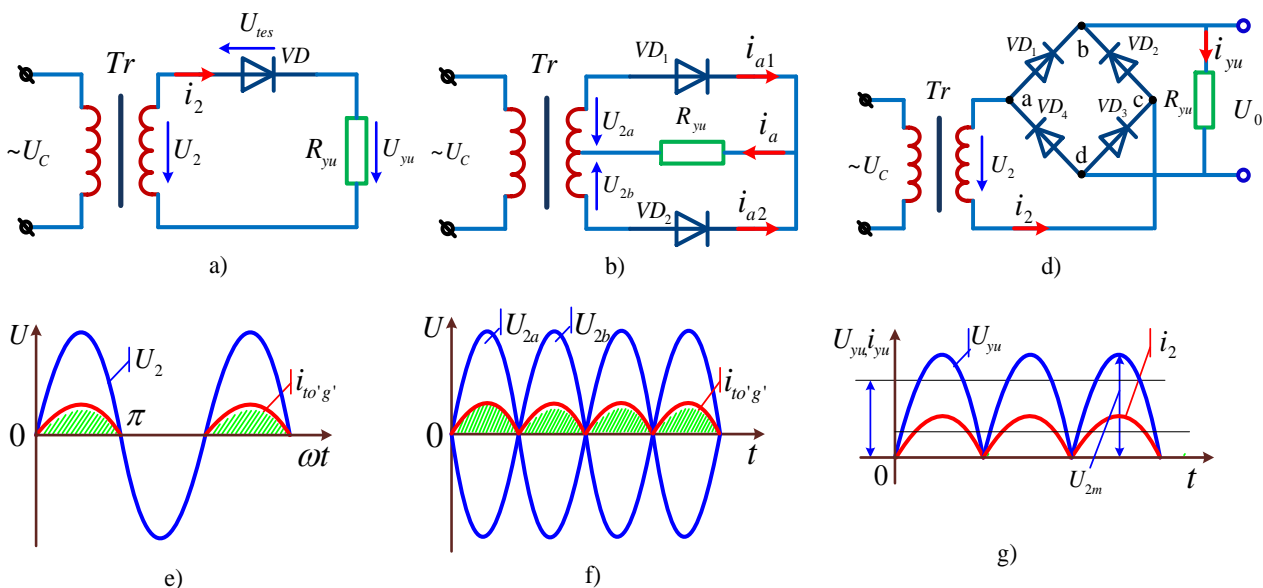 ~U_C
Tr
U_2
i_2
U_tes
VD
R_yu
U_yu
a)
~U_C
Tr
VD_1
i_a1
U_2a
R_yu
i_a
U_2b
VD_2
i_a2
b)
~U_C
Tr
U_2
i_2
VD_1
b
VD_2
a
c
VD_4
VD_3
d
R_yu
i_yu
U_0
d)
U
U_2
i_to'g'
π
0
ωt
e)
U
U_2a
U_2b
i_to'g'
0
t
f)
U_yu,i_yu
U_yu
i_2
0
U_2m
t
g)